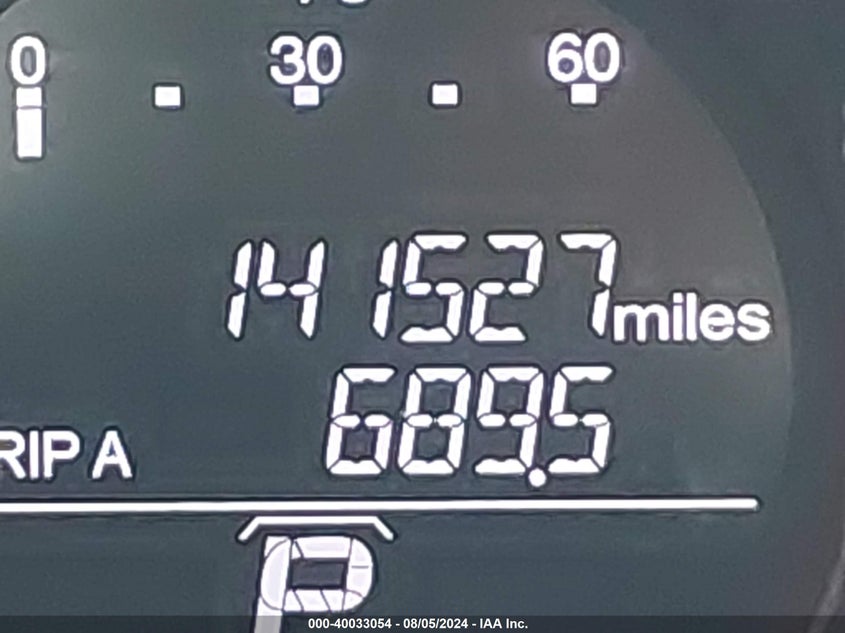 0 30 60
141527 miles
RIP A 689.5
P
000-40033054 - 08/05/2024 - IAA Inc.